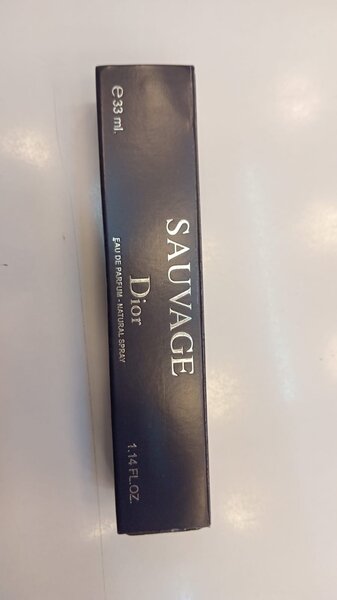 ℮ 33 ml.
SAUVAGE
Dior
EAU DE PARFUM - NATURAL SPRAY
1.14 FL.OZ.